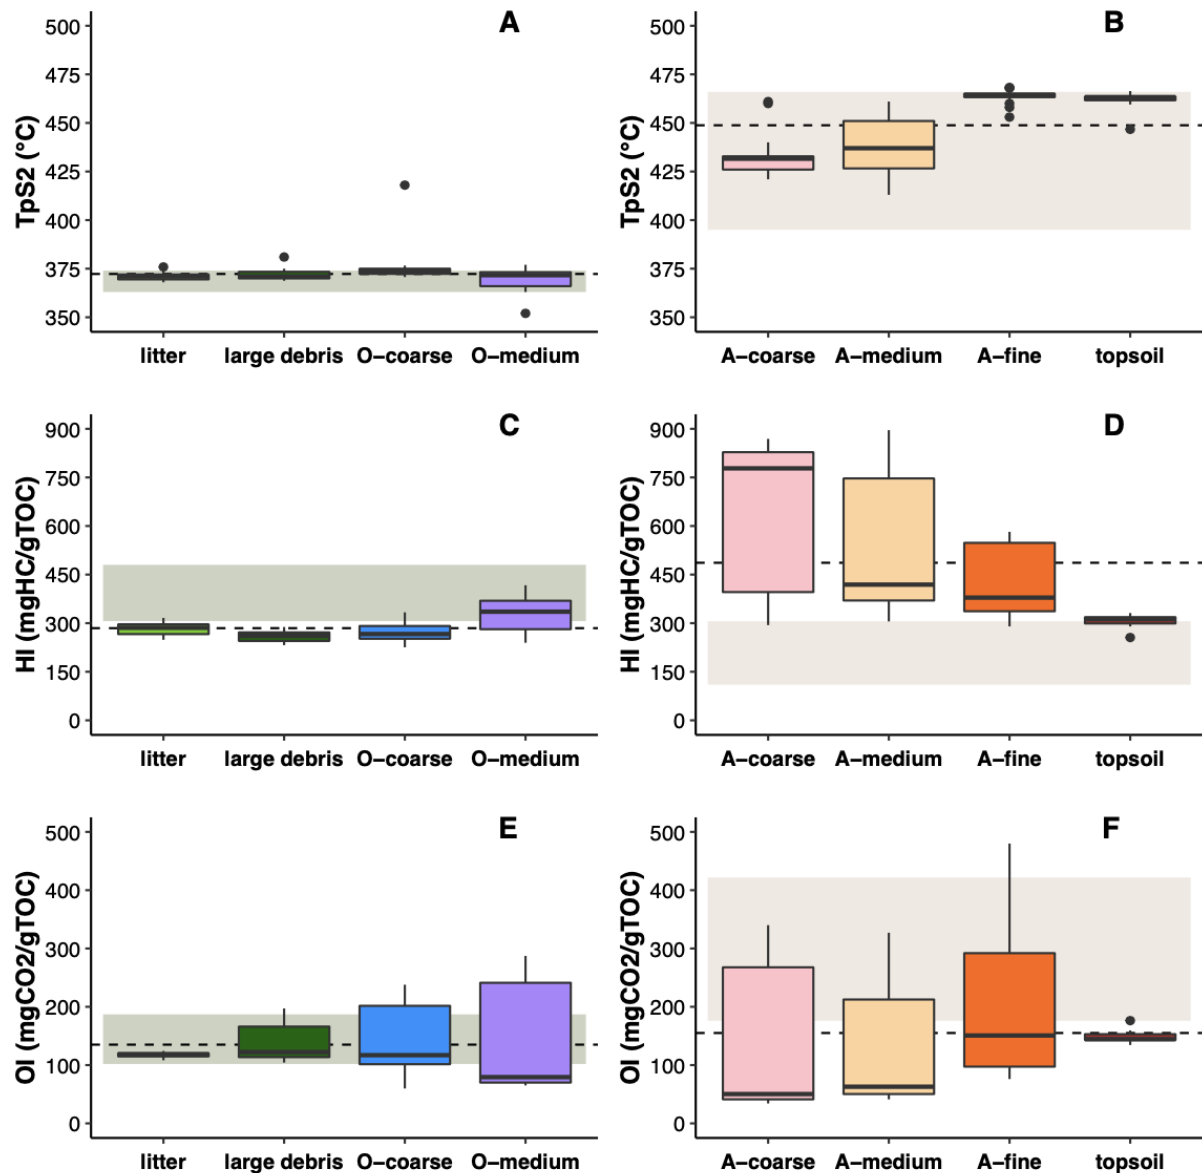 A
TpS2 (°C)
500
475
450
425
400
375
350
litter large debris O−coarse O−medium
B
TpS2 (°C)
500
475
450
425
400
375
350
A−coarse A−medium A−fine topsoil
C
HI (mgHC/gTOC)
900
750
600
450
300
150
0
litter large debris O−coarse O−medium
D
HI (mgHC/gTOC)
900
750
600
450
300
150
0
A−coarse A−medium A−fine topsoil
E
OI (mgCO2/gTOC)
500
400
300
200
100
0
litter large debris O−coarse O−medium
F
OI (mgCO2/gTOC)
500
400
300
200
100
0
A−coarse A−medium A−fine topsoil